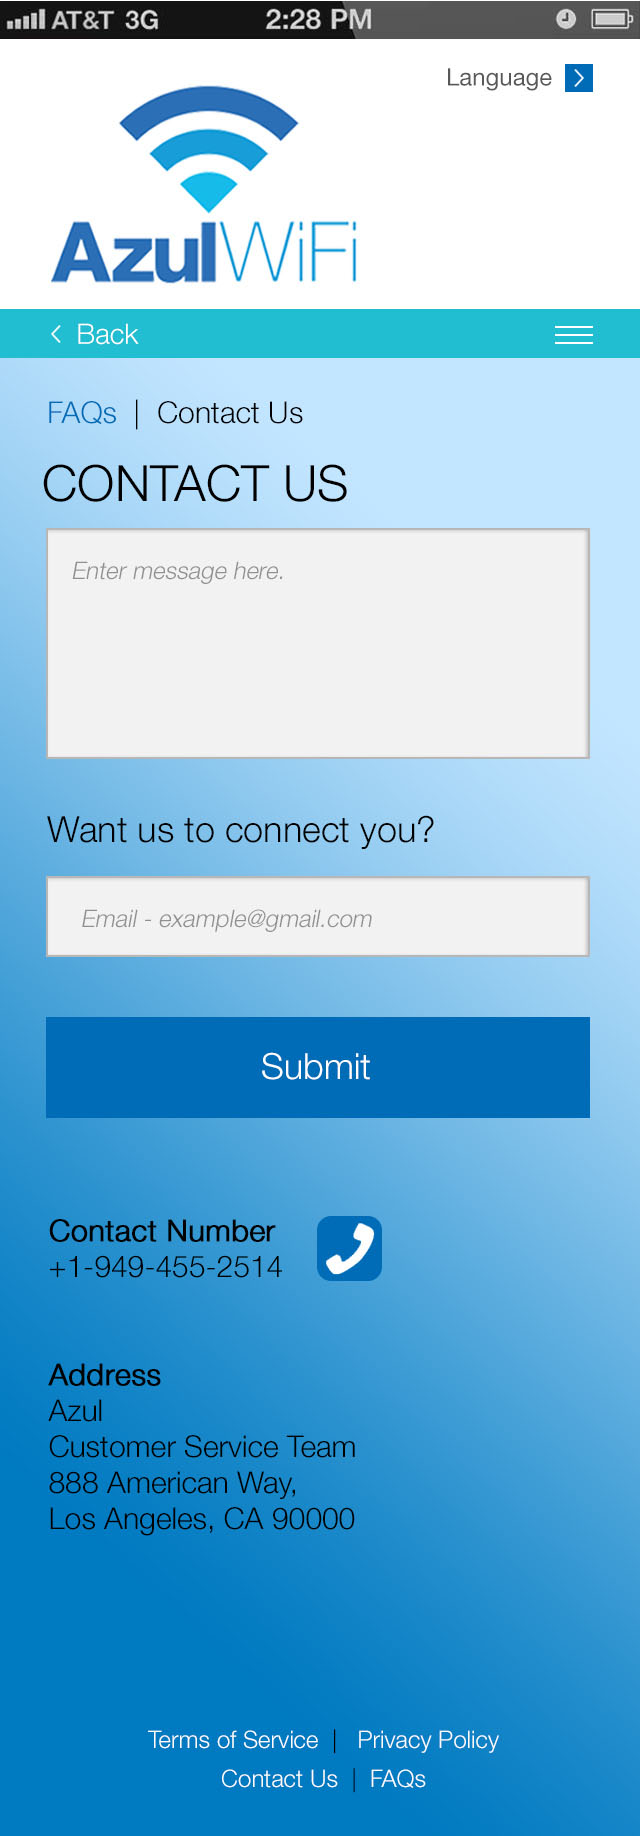 AT&T 3G 2:28 PM
Language
AzulWiFi
Back
FAQs | Contact Us
CONTACT US
Enter message here.
Want us to connect you?
Email - example@gmail.com
Submit
Contact Number
+1-949-455-2514
Address
Azul
Customer Service Team
888 American Way,
Los Angeles, CA 90000
Terms of Service | Privacy Policy
Contact Us | FAQs